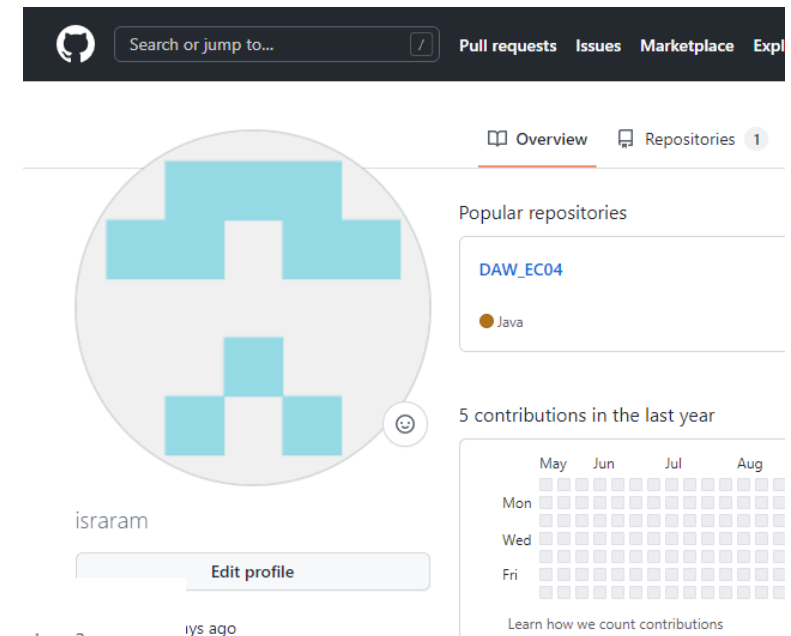 Search or jump to... /
Pull requests Issues Marketplace
Overview
Repositories 1
Popular repositories
DAW_EC04
Java
5 contributions in the last year
May Jun Jul Aug
Mon
Wed
Fri
Learn how we count contributions
israram
Edit profile
ago